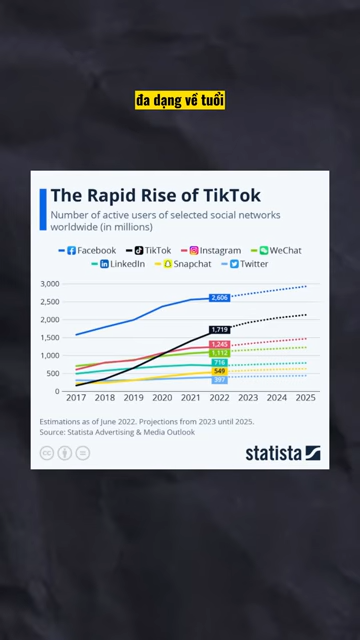 đa dạng về tuổi
The Rapid Rise of TikTok
Number of active users of selected social networks
worldwide (in millions)
Facebook TikTok Instagram WeChat
LinkedIn Snapchat Twitter
3,000
2,500
2,000
1,500
1,000
500
0
2,606
1,719
1,245
1,112
716
549
397
2017 2018 2019 2020 2021 2022 2023 2024 2025
Estimations as of June 2022. Projections from 2023 until 2025.
Source: Statista Advertising & Media Outlook
statista